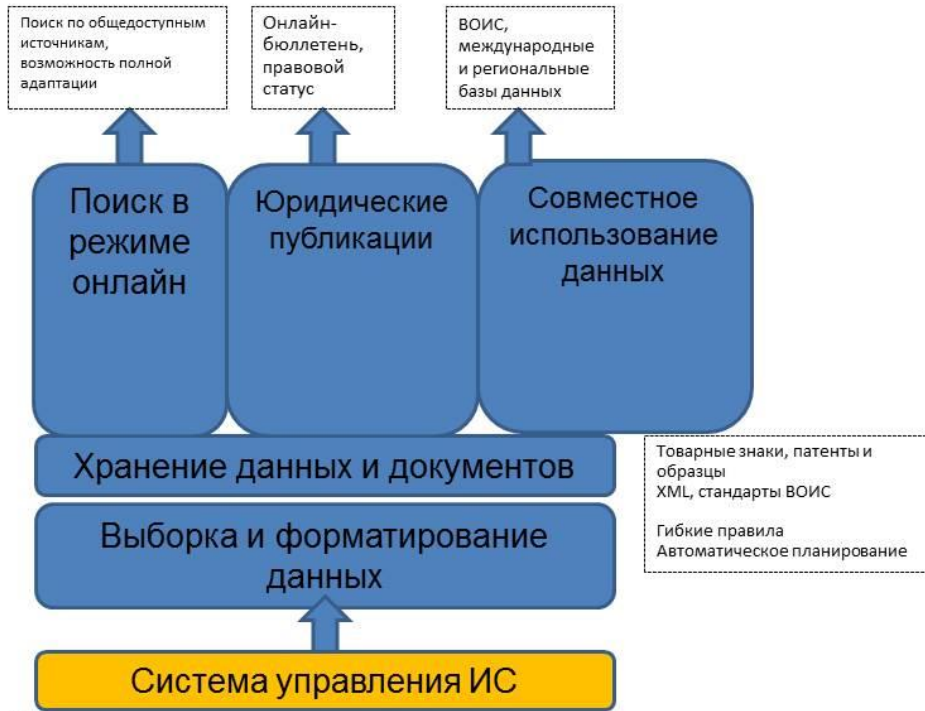 Поиск по общедоступным
источникам,
возможность полной
адаптации
Онлайн-
бюллетень,
правовой
статус
ВОИС,
международные
и региональные
базы данных
Поиск в
режиме
онлайн
Юридические
публикации
Совместное
использование
данных
Хранение данных и документов
Товарные знаки, патенты и
образцы
XML, стандарты ВОИС
Гибкие правила
Автоматическое планирование
Выборка и форматирование
данных
Система управления ИС